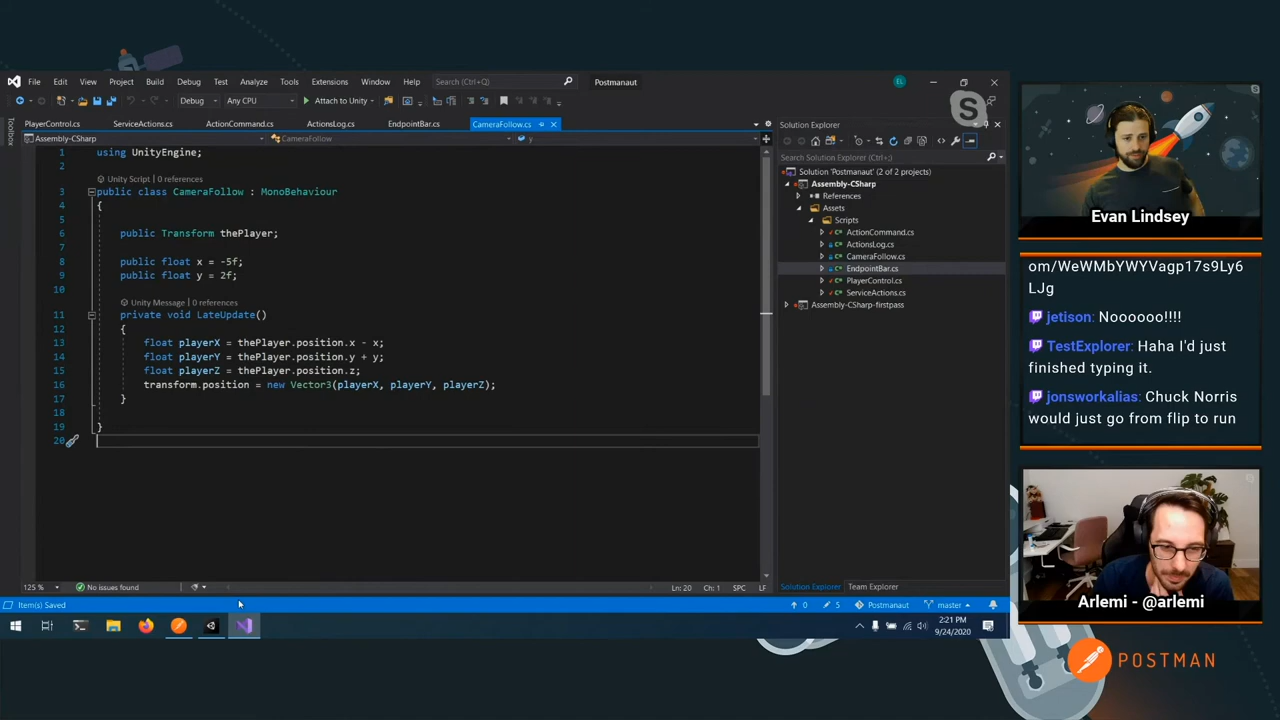 File Edit View Project Build Debug Test Analyze Tools Extensions Window Help Search (Ctrl+Q) Postmanaut EL
Debug Any CPU Attach to Unity
Toolbox
PlayerControl.cs ServiceActions.cs ActionCommand.cs ActionsLog.cs EndpointBar.cs CameraFollow.cs
Assembly-CSharp CameraFollow y
1 using UnityEngine;
2
Unity Script | 0 references
3 public class CameraFollow : MonoBehaviour
4 {
5
6 public Transform thePlayer;
7
8 public float x = -5f;
9 public float y = 2f;
10
Unity Message | 0 references
11 private void LateUpdate()
12 {
13 float playerX = thePlayer.position.x - x;
14 float playerY = thePlayer.position.y + y;
15 float playerZ = thePlayer.position.z;
16 transform.position = new Vector3(playerX, playerY, playerZ);
17 }
18
19 }
20
125 % No issues found Ln: 20 Ch: 1 SPC LF
Solution Explorer
Search Solution Explorer (Ctrl+;)
Solution 'Postmanaut' (2 of 2 projects)
Assembly-CSharp
References
Assets
Scripts
ActionCommand.cs
ActionsLog.cs
CameraFollow.cs
EndpointBar.cs
PlayerControl.cs
ServiceActions.cs
Assembly-CSharp-firstpass
Solution Explorer Team Explorer
Item(s) Saved 0 5 Postmanaut master
2:21 PM
9/24/2020
Evan Lindsey
om/WeWMbYWYVagp17s9Ly6
LJg
jetison: Noooooo!!!!
TestExplorer: Haha I'd just
finished typing it.
jonsworkalias: Chuck Norris
would just go from flip to run
Arlemi - @arlemi
POSTMAN